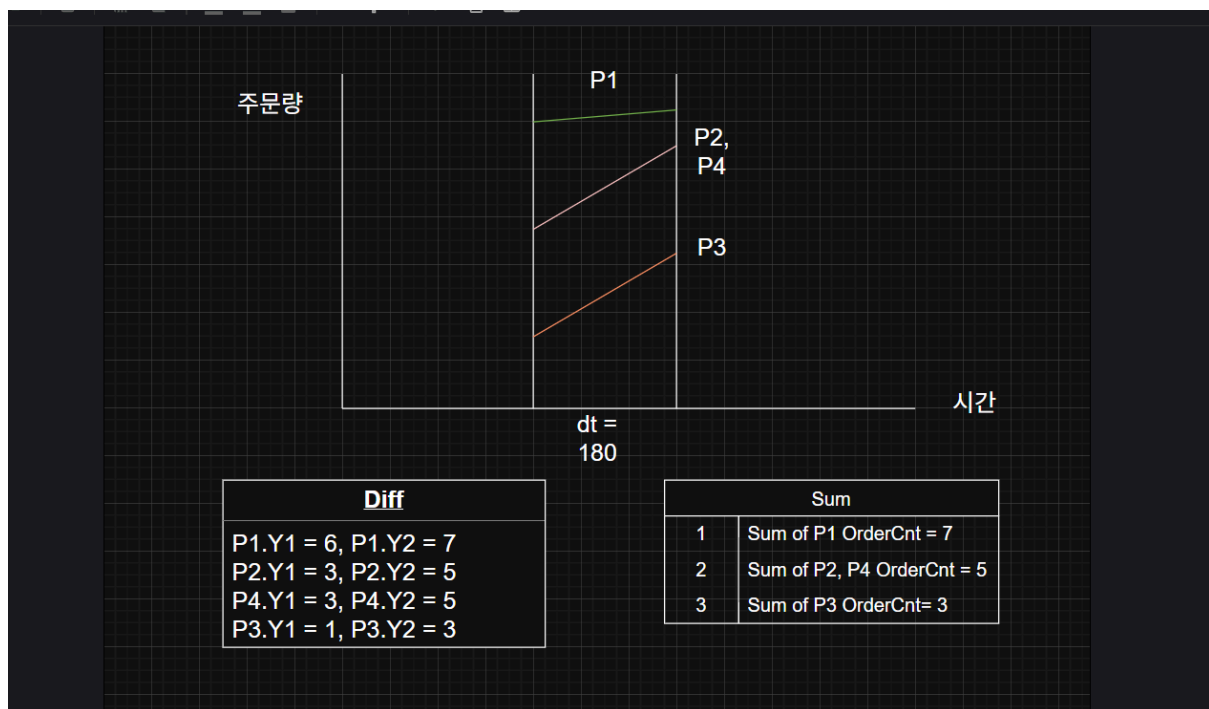 주문량
P1
P2,
P4
P3
시간
dt =
180
Diff
P1.Y1 = 6, P1.Y2 = 7
P2.Y1 = 3, P2.Y2 = 5
P4.Y1 = 3, P4.Y2 = 5
P3.Y1 = 1, P3.Y2 = 3
Sum
1 Sum of P1 OrderCnt = 7
2 Sum of P2, P4 OrderCnt = 5
3 Sum of P3 OrderCnt= 3